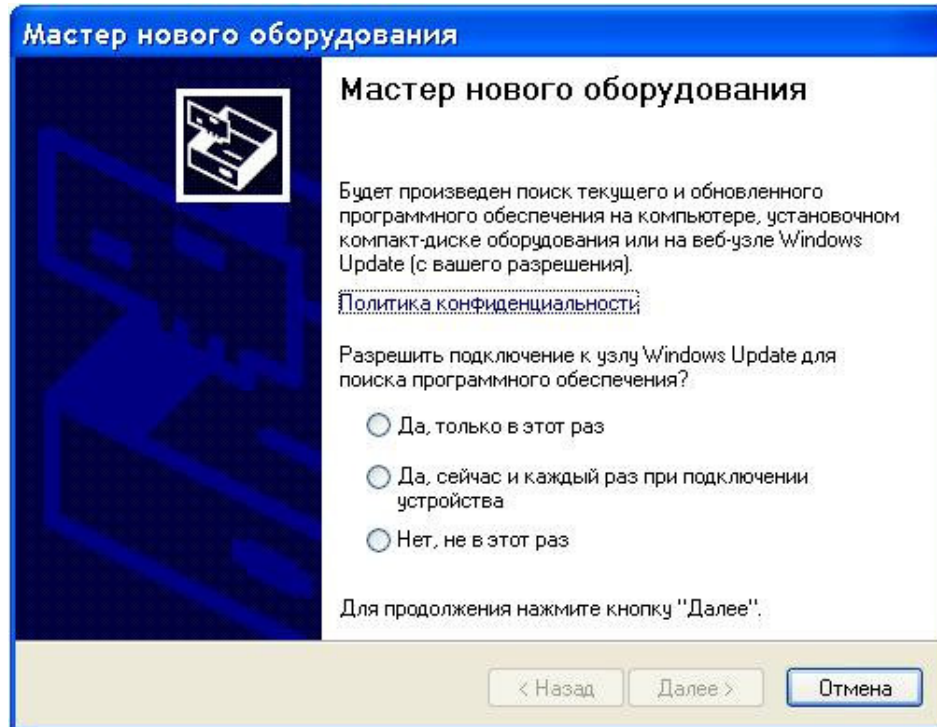 Мастер нового оборудования
Мастер нового оборудования
Будет произведен поиск текущего и обновленного
программного обеспечения на компьютере, установочном
компакт-диске оборудования или на веб-узле Windows
Update (с вашего разрешения).
Политика конфиденциальности
Разрешить подключение к узлу Windows Update для
поиска программного обеспечения?
Да, только в этот раз
Да, сейчас и каждый раз при подключении
устройства
Нет, не в этот раз
Для продолжения нажмите кнопку "Далее".
< Назад Далее > Отмена